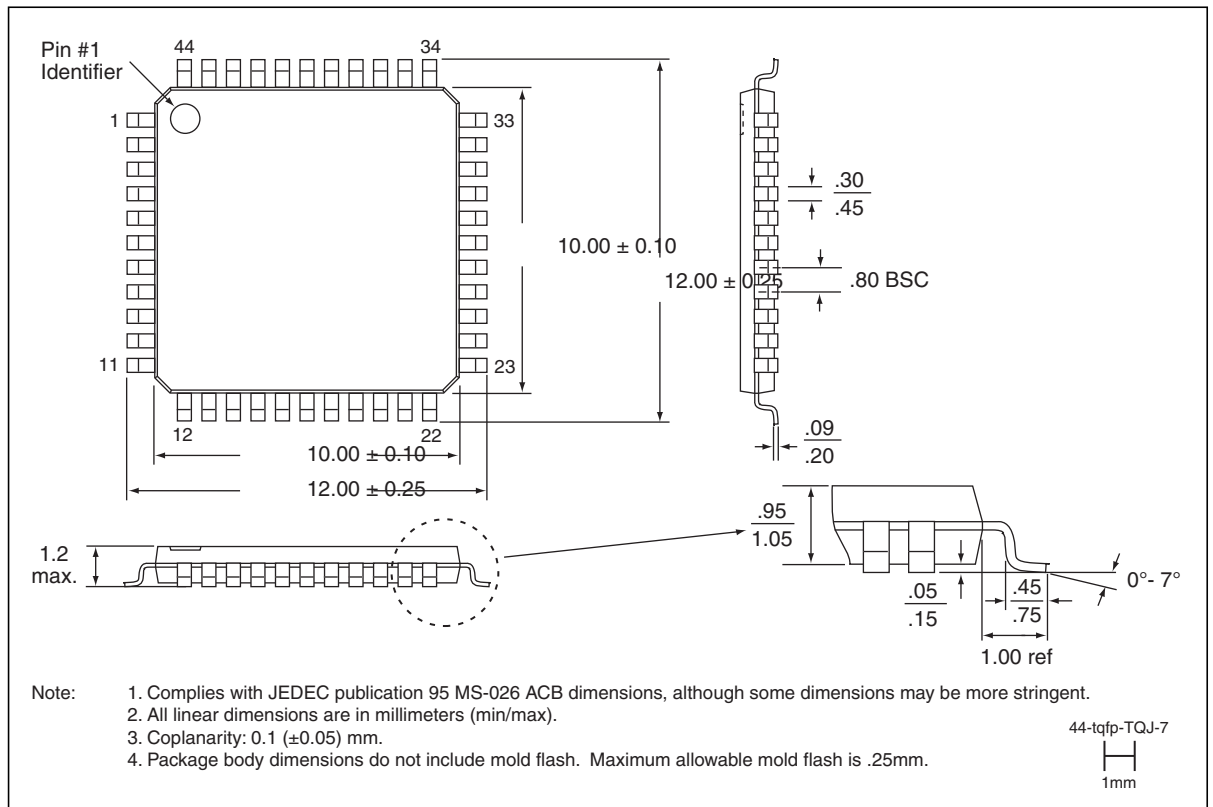 Pin #1
Identifier
44
34
1
33
11
23
12
22
10.00 ± 0.10
12.00 ± 0.25
10.00 ± 0.10
12.00 ± 0.25
.30
.45
.80 BSC
.09
.20
1.2
max.
.95
1.05
.05
.15
.45
.75
0°- 7°
1.00 ref
Note:
1. Complies with JEDEC publication 95 MS-026 ACB dimensions, although some dimensions may be more stringent.
2. All linear dimensions are in millimeters (min/max).
3. Coplanarity: 0.1 (±0.05) mm.
4. Package body dimensions do not include mold flash. Maximum allowable mold flash is .25mm.
44-tqfp-TQJ-7
1mm